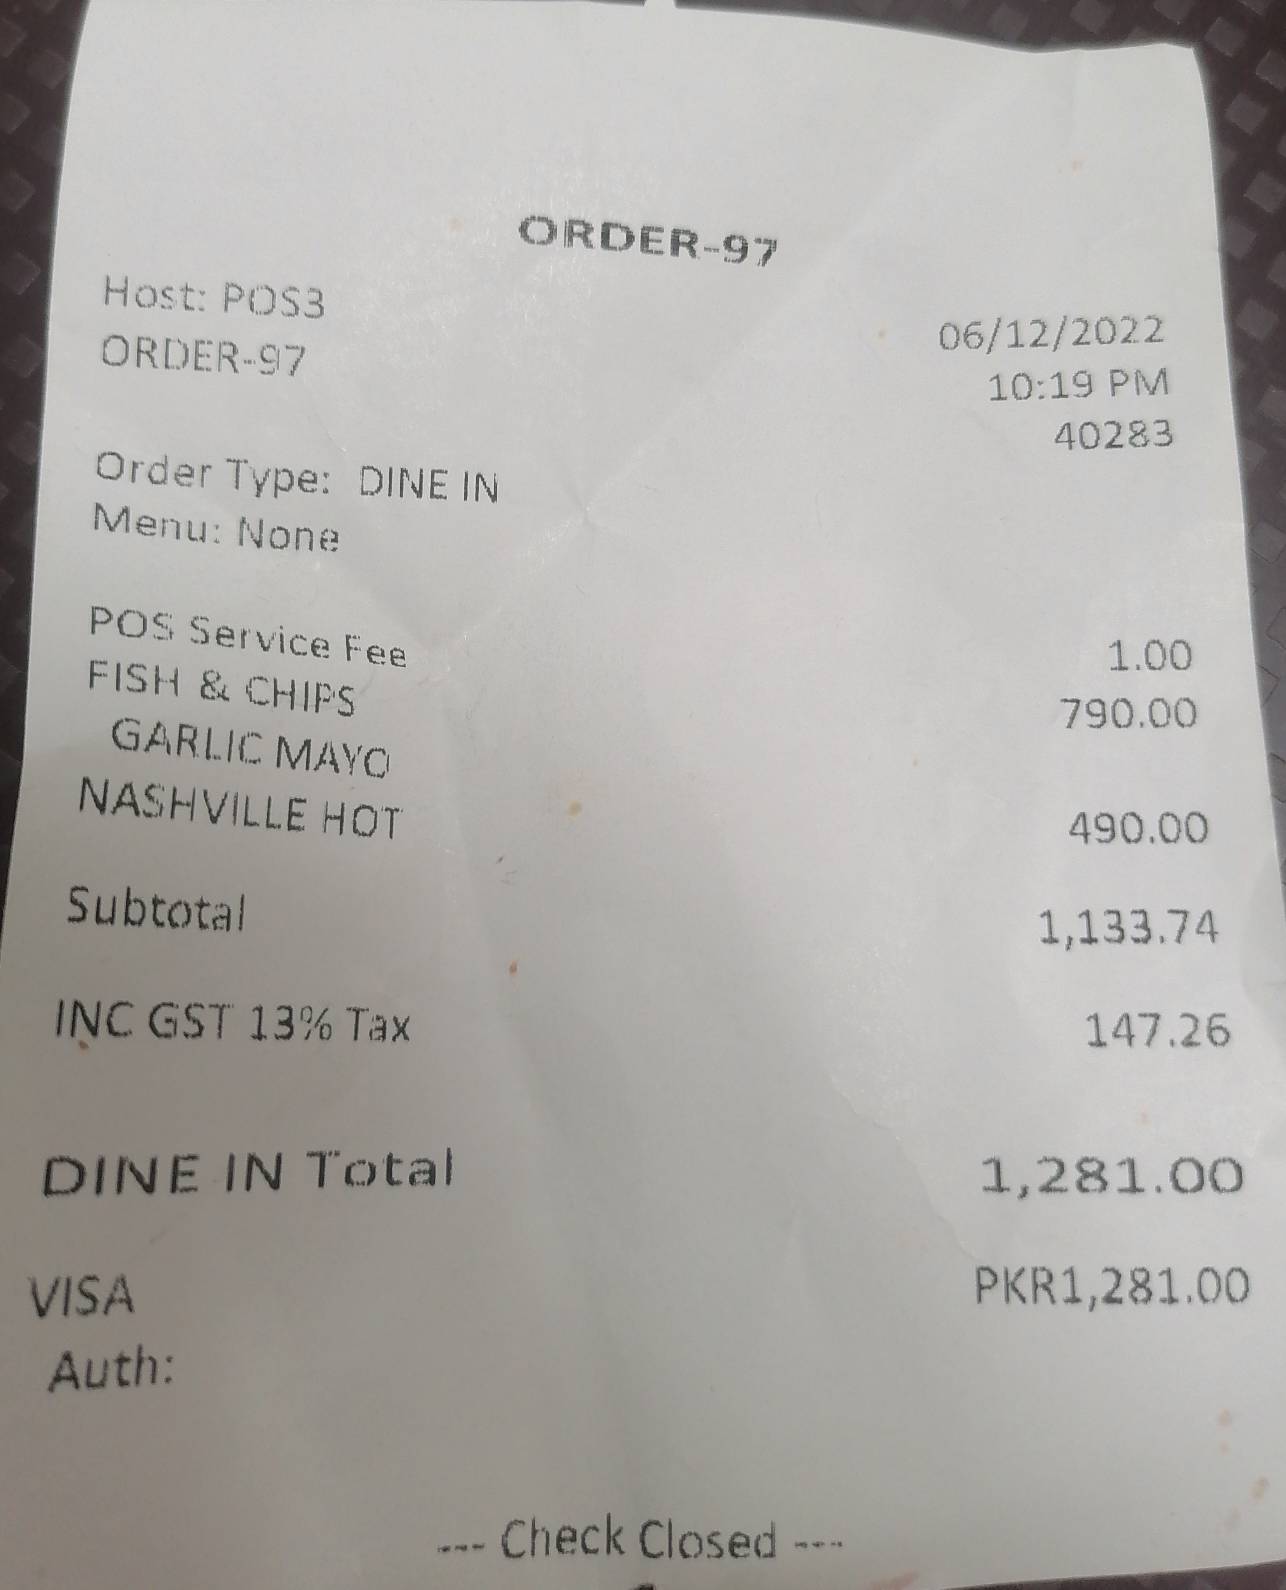 ORDER-97
Host: POS3
06/12/2022
ORDER-97
10:19 PM
40283
Order Type: DINE IN
Menu: None
POS Service Fee 1.00
FISH & CHIPS 790.00
GARLIC MAYO
NASHVILLE HOT 490.00
Subtotal 1,133.74
INC GST 13% Tax 147.26
DINE IN Total 1,281.00
VISA PKR1,281.00
Auth:
--- Check Closed ---